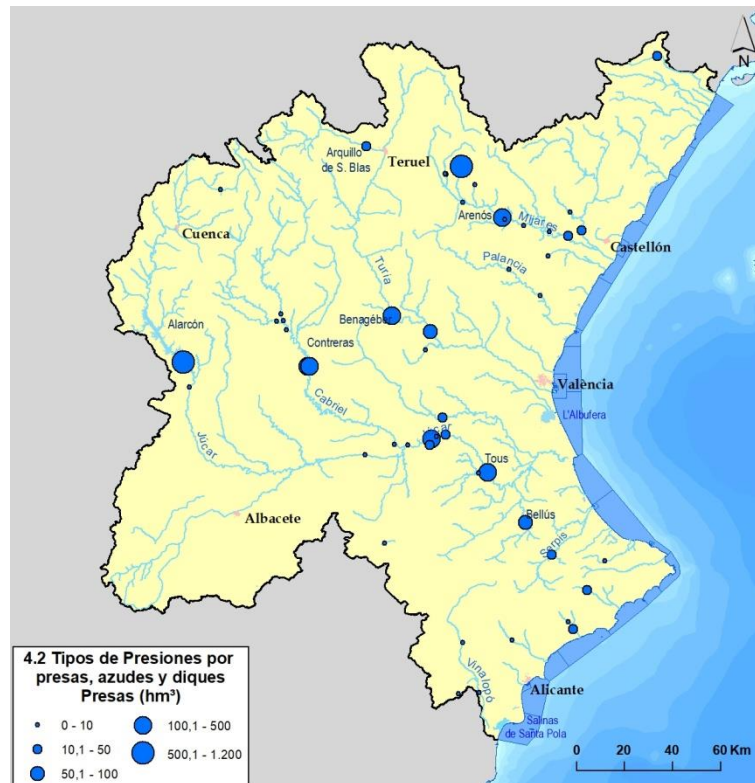 N
Arquillo
de S. Blas
Teruel
Arenós
Mijares
Cuenca
Castellón
Palancia
Turia
Benagéber
Alarcón
Contreras
València
Cabriel
L'Albufera
Júcar
Júcar
Tous
Albacete
Bellús
Serpis
Vinalopó
Alicante
Salinas
de Santa Pola
4.2 Tipos de Presiones por
presas, azudes y diques
Presas (hm³)
0 - 10
100,1 - 500
10,1 - 50
500,1 - 1.200
50,1 - 100
0 20 40 60 Km